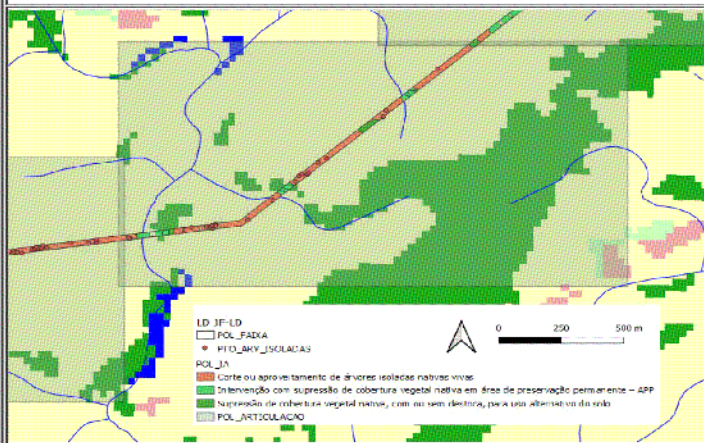 LD_JF-LD
POL_FAIXA
PTO_ARV_ISOLADAS
POL_IA
Corte ou aproveitamento de árvores isoladas nativas vivas
Intervenção com supressão de cobertura vegetal nativa em área de preservação permanente – APP
Supressão de cobertura vegetal nativa, com ou sem destoca, para uso alternativo do solo
POL_ARTICULACAO
0 250 500 m